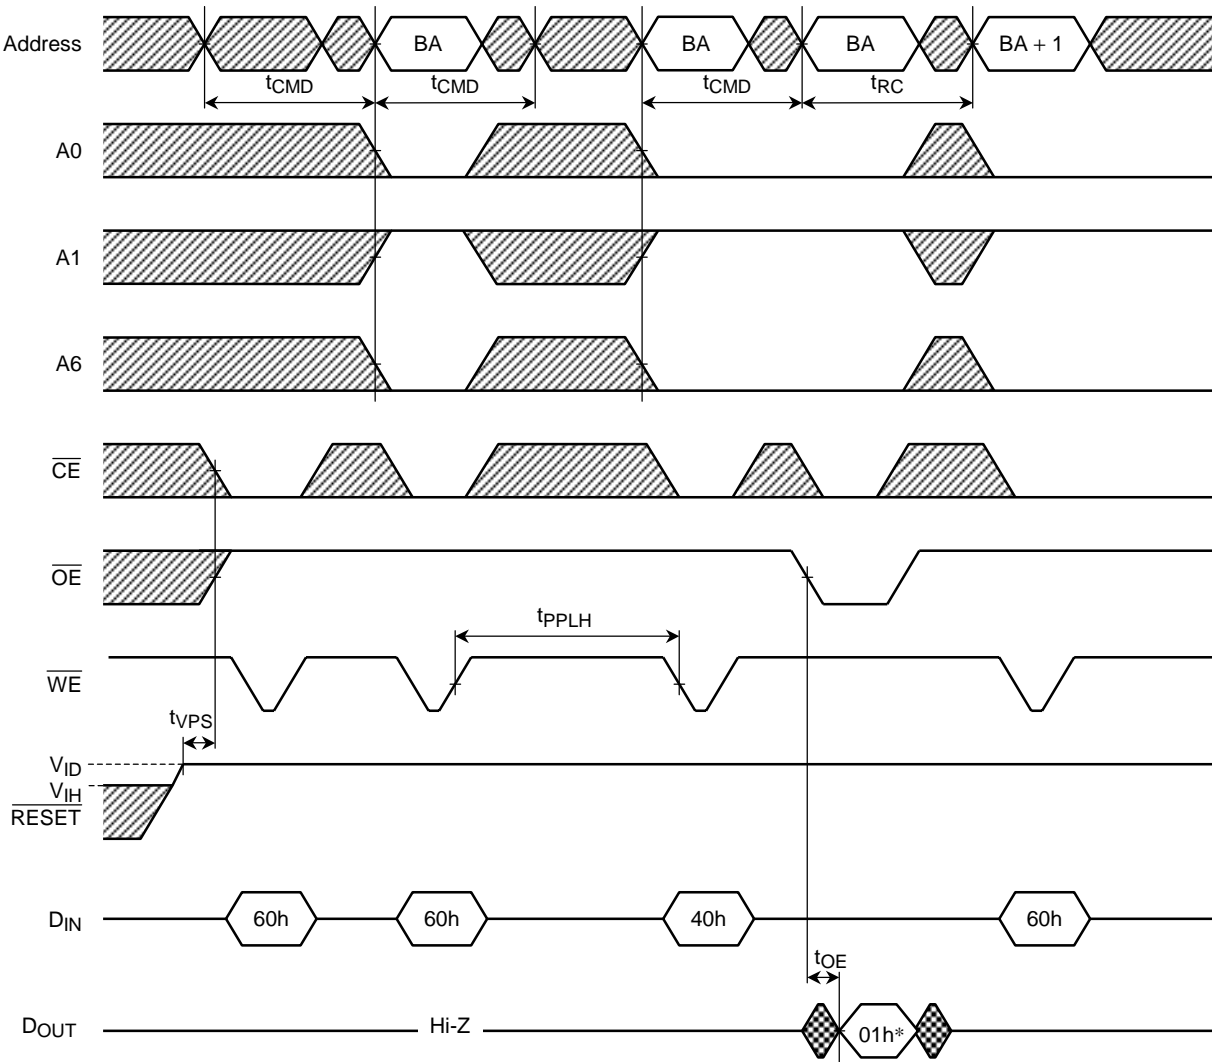 Address BA BA BA BA + 1
tCMD tCMD tCMD tRC
A0
A1
A6
CE
OE
tPPLH
WE
tVPS
VID
VIH
RESET
DIN 60h 60h 40h 60h
tOE
DOUT Hi-Z 01h*